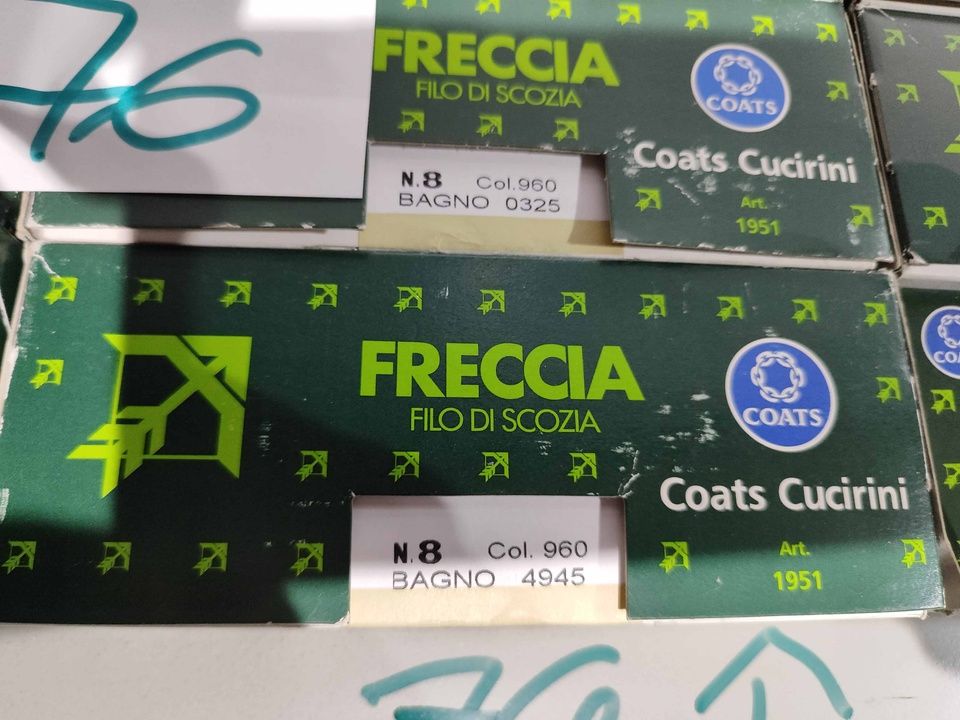 76
FRECCIA
FILO DI SCOZIA
COATS
Coats Cucirini
N.8 Col.960
BAGNO 0325
Art.
1951
FRECCIA
FILO DI SCOZIA
COATS
Coats Cucirini
N.8 Col. 960
BAGNO 4945
Art.
1951